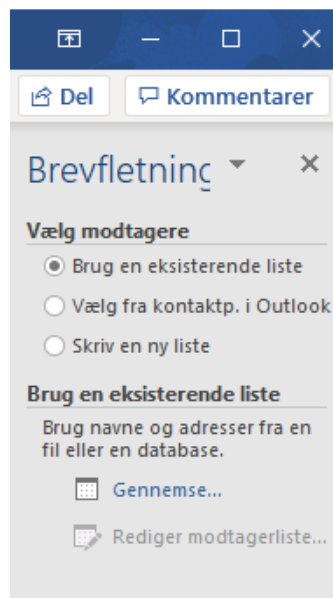 Del Kommentarer
Brevfletning
Vælg modtagere
Brug en eksisterende liste
Vælg fra kontaktp. i Outlook
Skriv en ny liste
Brug en eksisterende liste
Brug navne og adresser fra en
fil eller en database.
Gennemse...
Rediger modtagerliste...